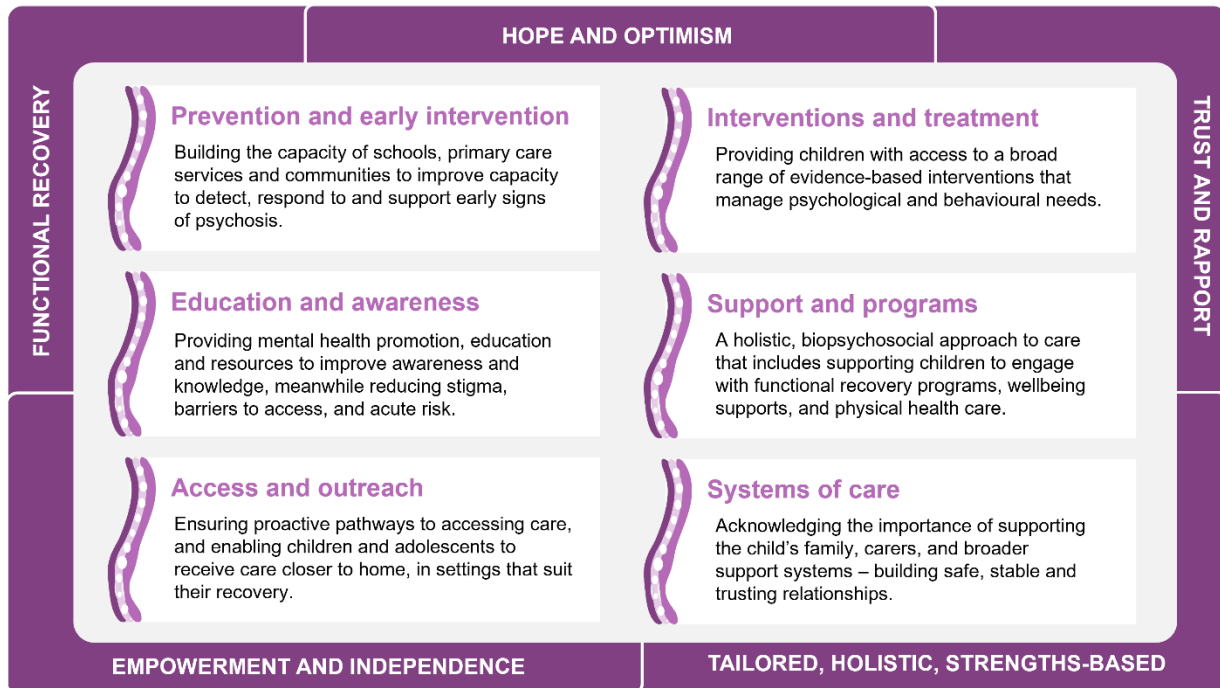 HOPE AND OPTIMISM
FUNCTIONAL RECOVERY
TRUST AND RAPPORT
Prevention and early intervention
Building the capacity of schools, primary care
services and communities to improve capacity
to detect, respond to and support early signs
of psychosis.
Interventions and treatment
Providing children with access to a broad
range of evidence-based interventions that
manage psychological and behavioural needs.
Education and awareness
Providing mental health promotion, education
and resources to improve awareness and
knowledge, meanwhile reducing stigma,
barriers to access, and acute risk.
Support and programs
A holistic, biopsychosocial approach to care
that includes supporting children to engage
with functional recovery programs, wellbeing
supports, and physical health care.
Access and outreach
Ensuring proactive pathways to accessing care,
and enabling children and adolescents to
receive care closer to home, in settings that suit
their recovery.
Systems of care
Acknowledging the importance of supporting
the child’s family, carers, and broader
support systems – building safe, stable and
trusting relationships.
EMPOWERMENT AND INDEPENDENCE
TAILORED, HOLISTIC, STRENGTHS-BASED